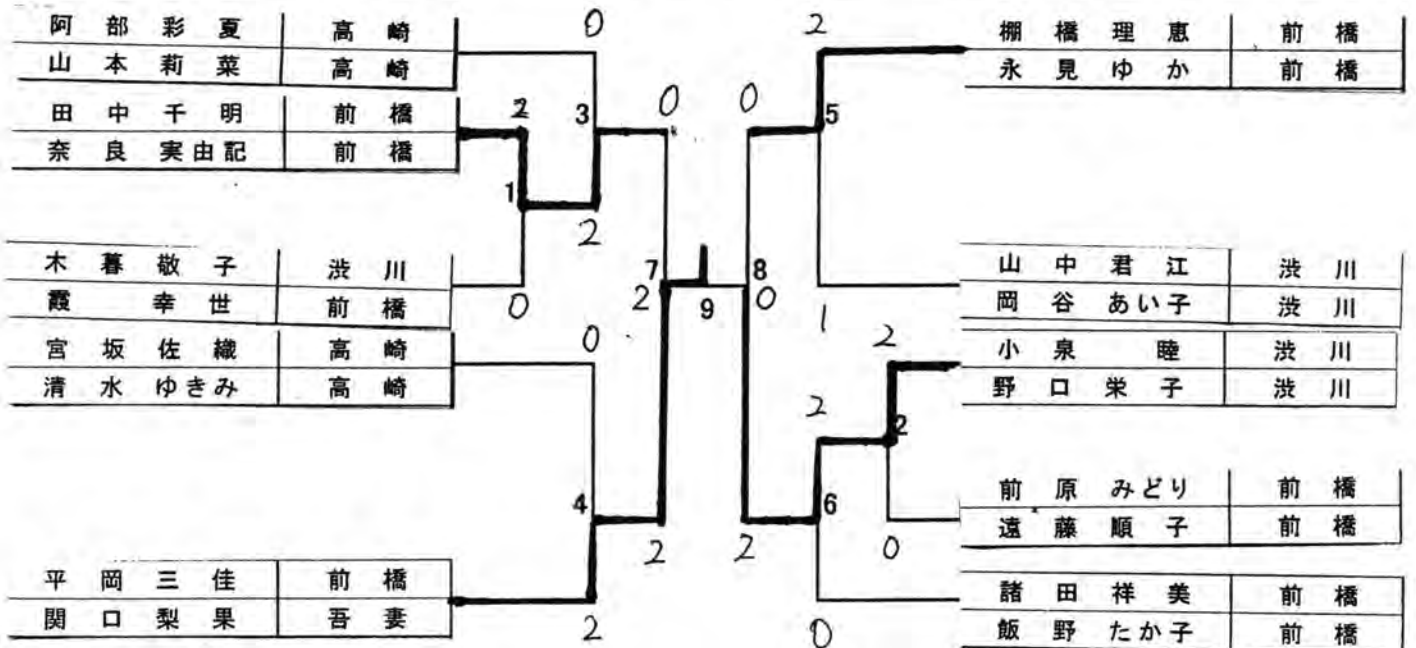 阿部彩夏 高崎
山本莉菜 高崎
田中千明 前橋
奈良実由記 前橋
木暮敬子 渋川
霞幸世 前橋
宮坂佐織 高崎
清水ゆきみ 高崎
平岡三佳 前橋
関口梨果 吾妻
0
2
3
1
2
0
0
4
2
0
7
2
9
2
0
8
0
2
2
5
1
2
2
2
6
0
0
棚橋理恵 前橋
永見ゆか 前橋
山中君江 渋川
岡谷あい子 渋川
小泉瞳 渋川
野口栄子 渋川
前原みどり 前橋
遠藤順子 前橋
諸田祥美 前橋
飯野たか子 前橋